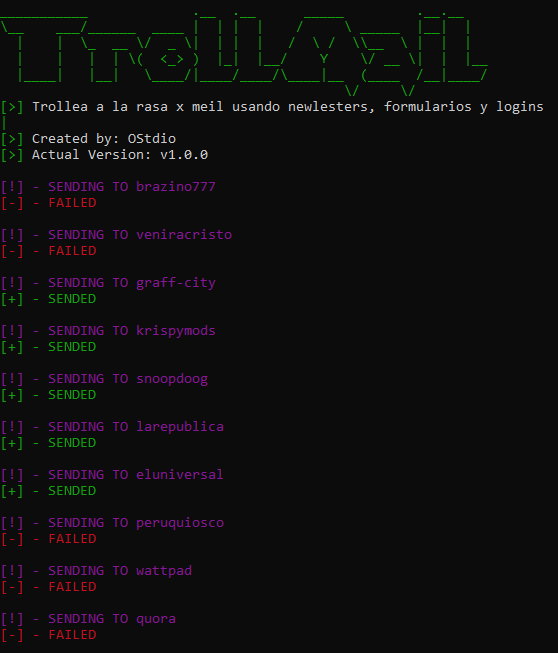 TrollMail
[>] Trollea a la rasa x meil usando newlesters, formularios y logins
|
[>] Created by: OStdio
[>] Actual Version: v1.0.0
[!] - SENDING TO brazino777
[-] - FAILED
[!] - SENDING TO veniracristo
[-] - FAILED
[!] - SENDING TO graff-city
[+] - SENDED
[!] - SENDING TO krispymods
[+] - SENDED
[!] - SENDING TO snoopdoog
[+] - SENDED
[!] - SENDING TO larepublica
[+] - SENDED
[!] - SENDING TO eluniversal
[+] - SENDED
[!] - SENDING TO peruquiosco
[-] - FAILED
[!] - SENDING TO wattpad
[-] - FAILED
[!] - SENDING TO quora
[-] - FAILED